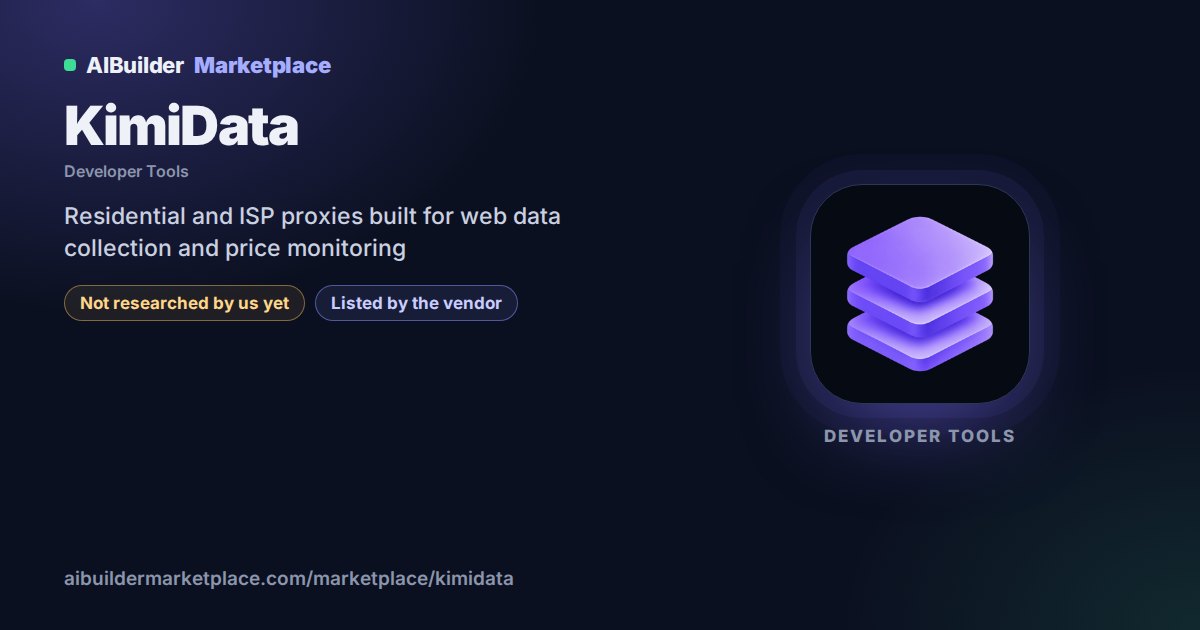 AIBuilder Marketplace
KimiData
Developer Tools
Residential and ISP proxies built for web data
collection and price monitoring
Not researched by us yet
Listed by the vendor
DEVELOPER TOOLS
aibuildermarketplace.com/marketplace/kimidata